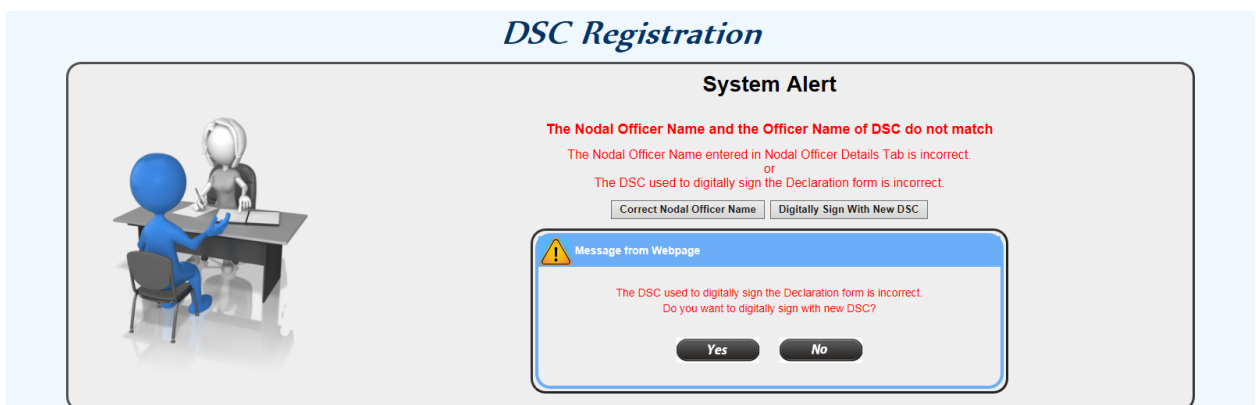 DSC Registration
System Alert
The Nodal Officer Name and the Officer Name of DSC do not match
The Nodal Officer Name entered in Nodal Officer Details Tab is incorrect.
or
The DSC used to digitally sign the Declaration form is incorrect.
Correct Nodal Officer Name Digitally Sign With New DSC
Message from Webpage
The DSC used to digitally sign the Declaration form is incorrect.
Do you want to digitally sign with new DSC?
Yes No